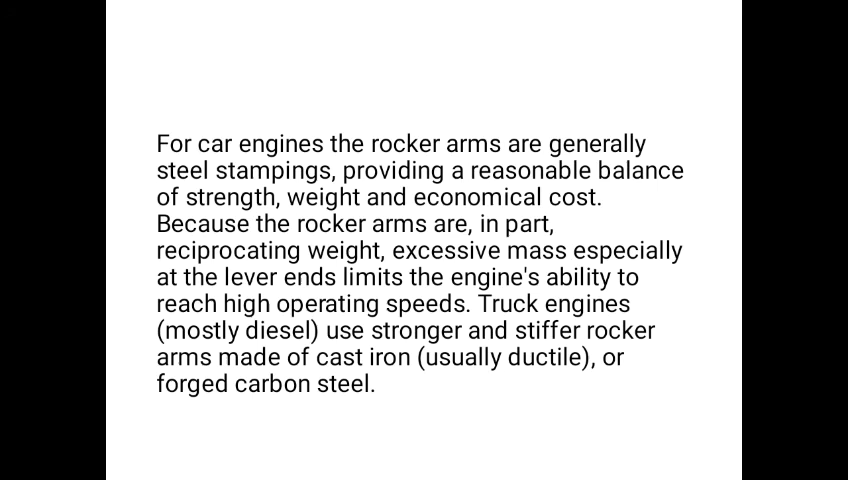 For car engines the rocker arms are generally
steel stampings, providing a reasonable balance
of strength, weight and economical cost.
Because the rocker arms are, in part,
reciprocating weight, excessive mass especially
at the lever ends limits the engine's ability to
reach high operating speeds. Truck engines
(mostly diesel) use stronger and stiffer rocker
arms made of cast iron (usually ductile), or
forged carbon steel.